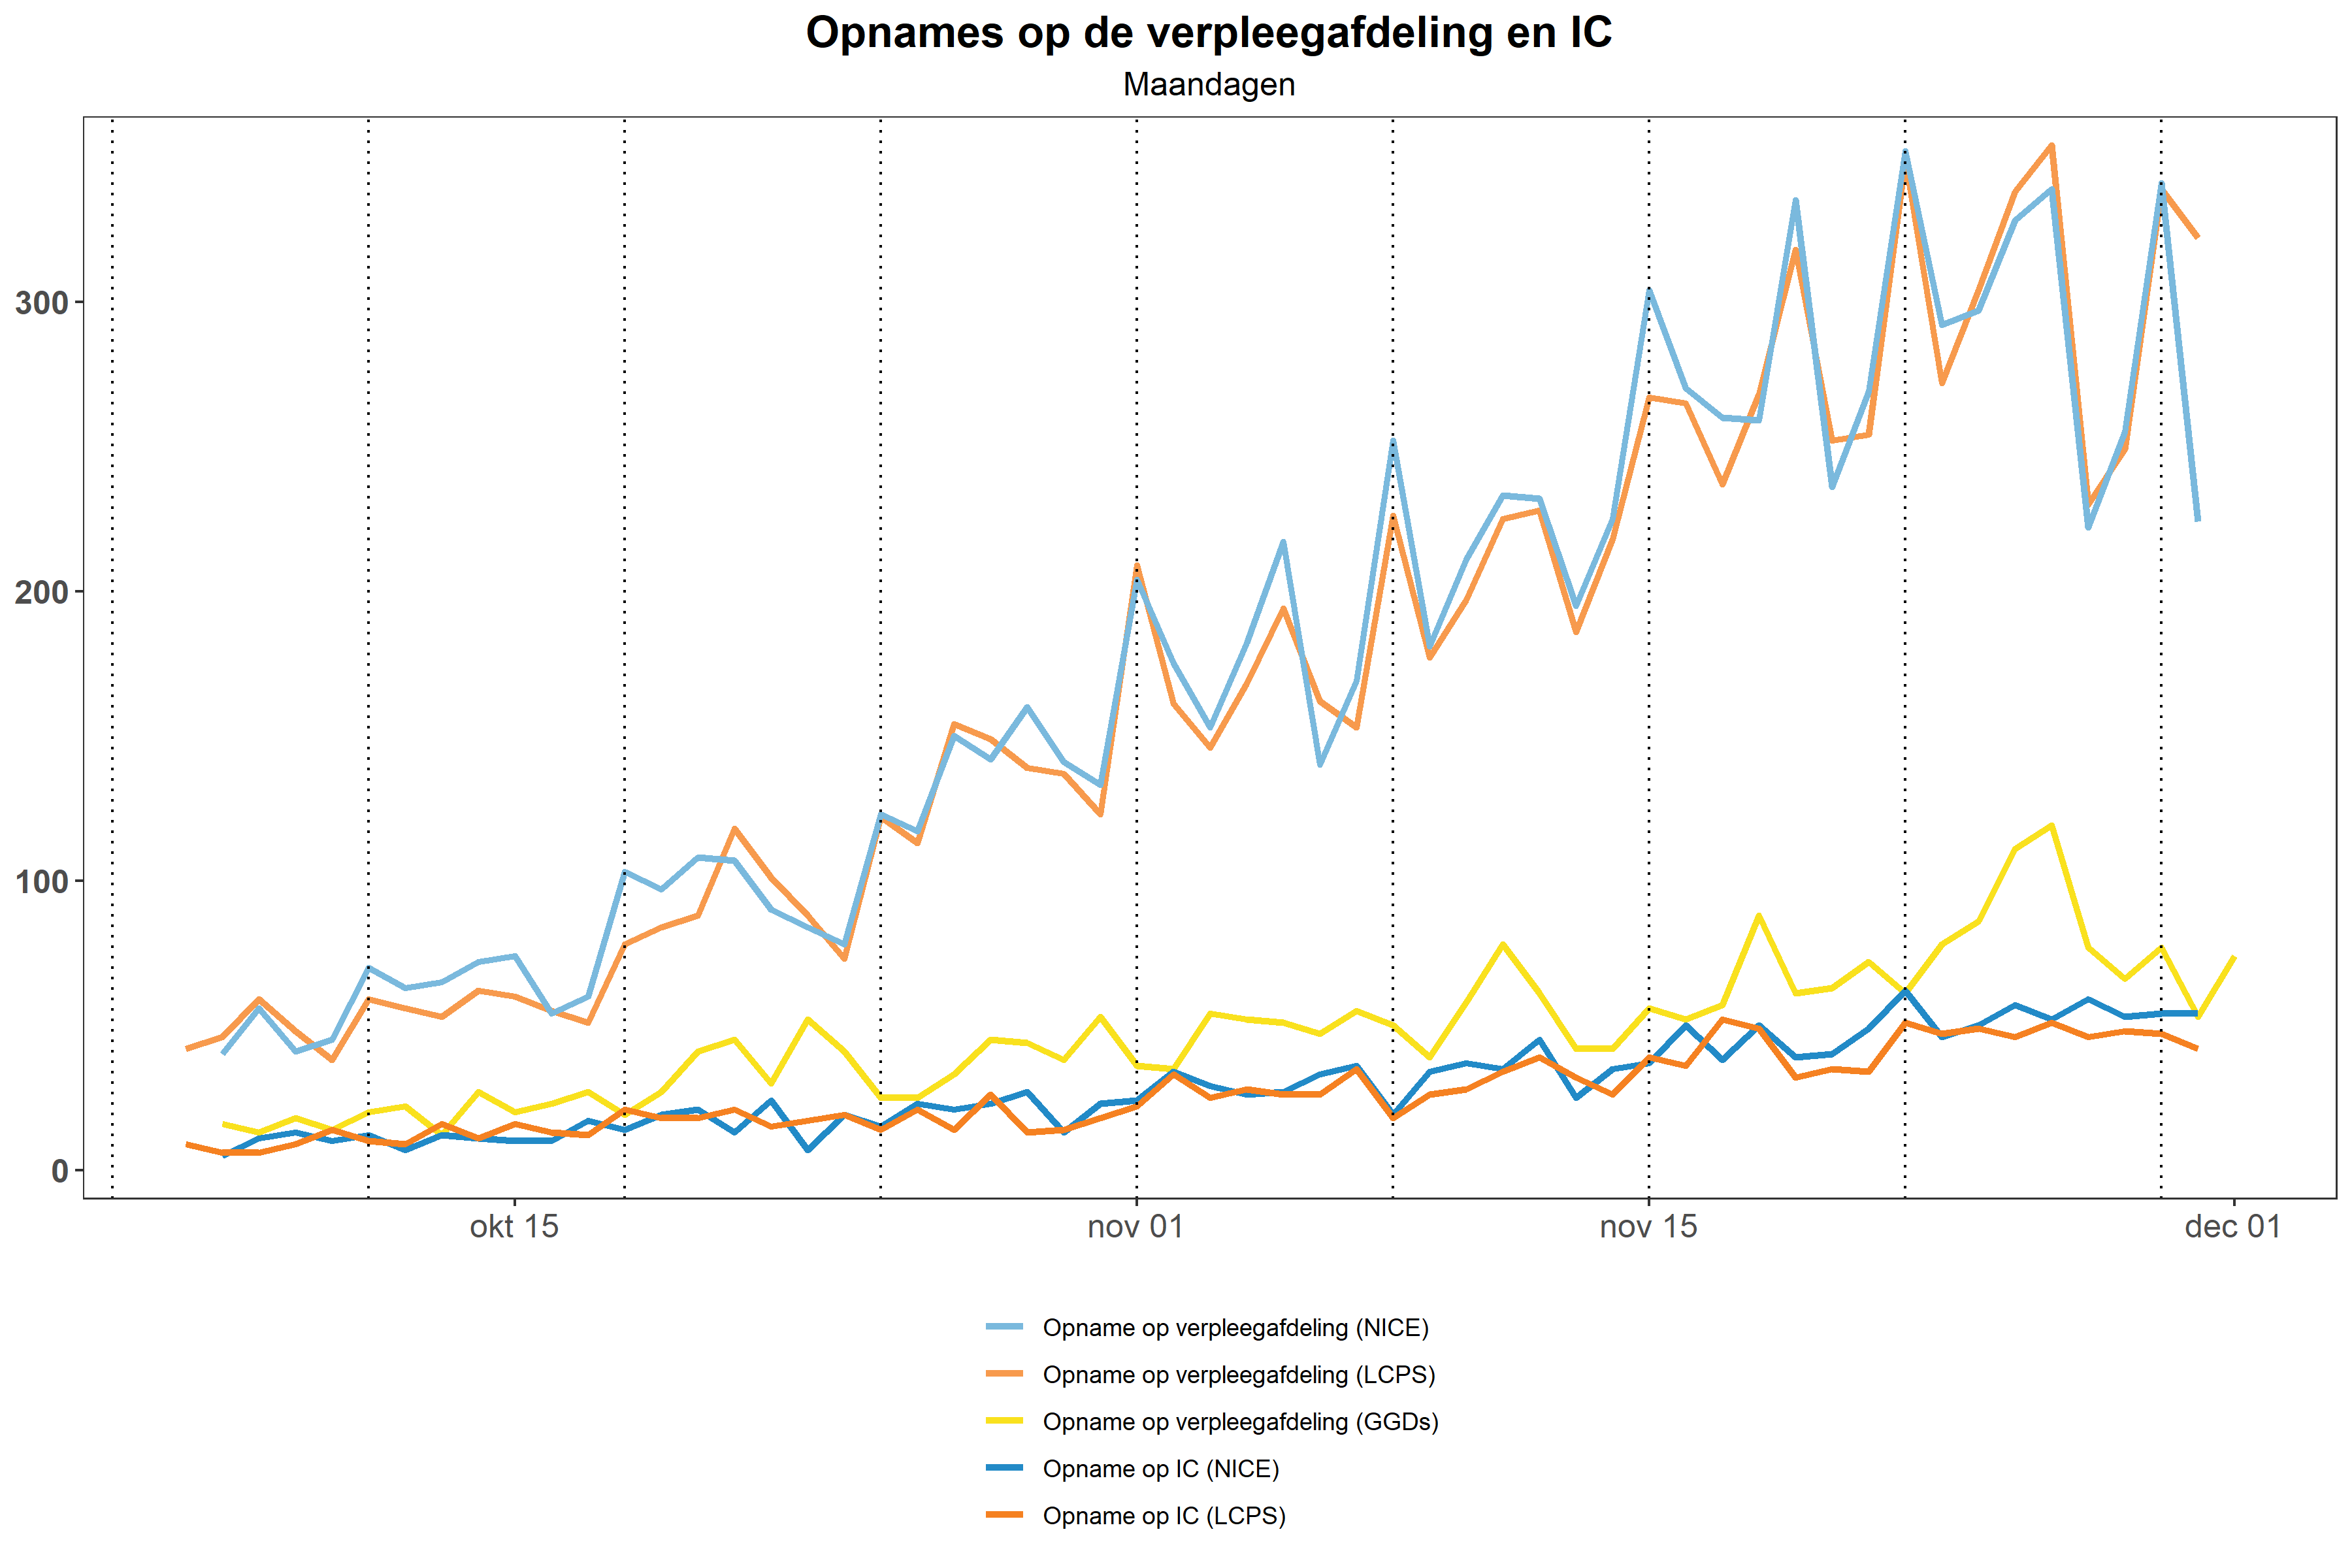 Opnames op de verpleegafdeling en IC
Maandagen
300
200
100
0
okt 15
nov 01
nov 15
dec 01
Opname op verpleegafdeling (NICE)
Opname op verpleegafdeling (LCPS)
Opname op verpleegafdeling (GGDs)
Opname op IC (NICE)
Opname op IC (LCPS)